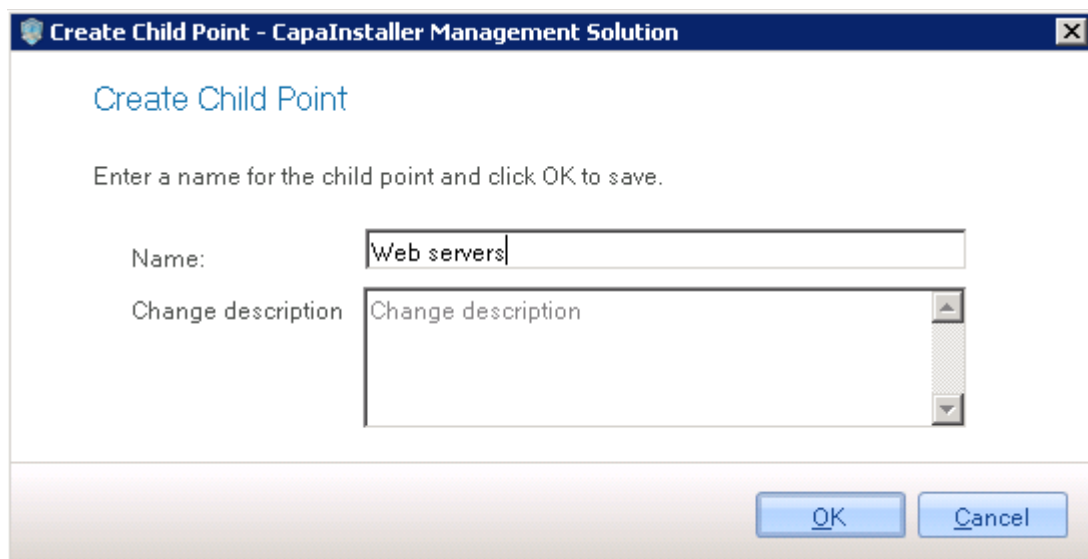 Create Child Point - CapaInstaller Management Solution
Create Child Point
Enter a name for the child point and click OK to save.
Name: Web servers
Change description Change description
OK Cancel